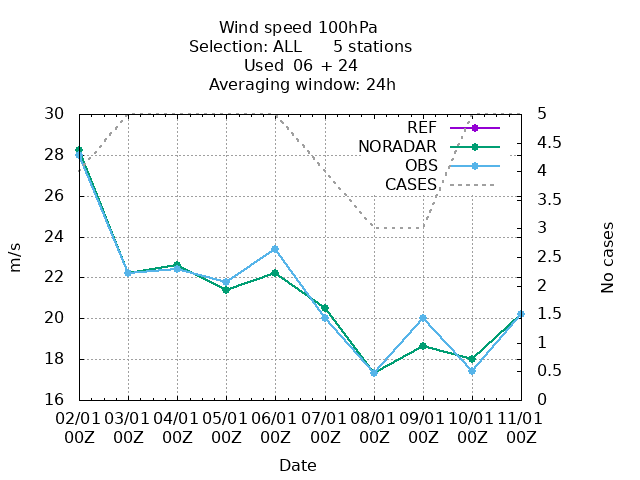 Wind speed 100hPa
Selection: ALL 5 stations
Used 06 + 24
Averaging window: 24h
30 5
REF
4.5
NORADAR
28 OBS 4
CASES
26 3.5
3
24
2.5
22 2
20 1.5
1
18
0.5
16 0
m/s
No cases
02/01 03/01 04/01 05/01 06/01 07/01 08/01 09/01 10/01 11/01
00Z 00Z 00Z 00Z 00Z 00Z 00Z 00Z 00Z 00Z
Date